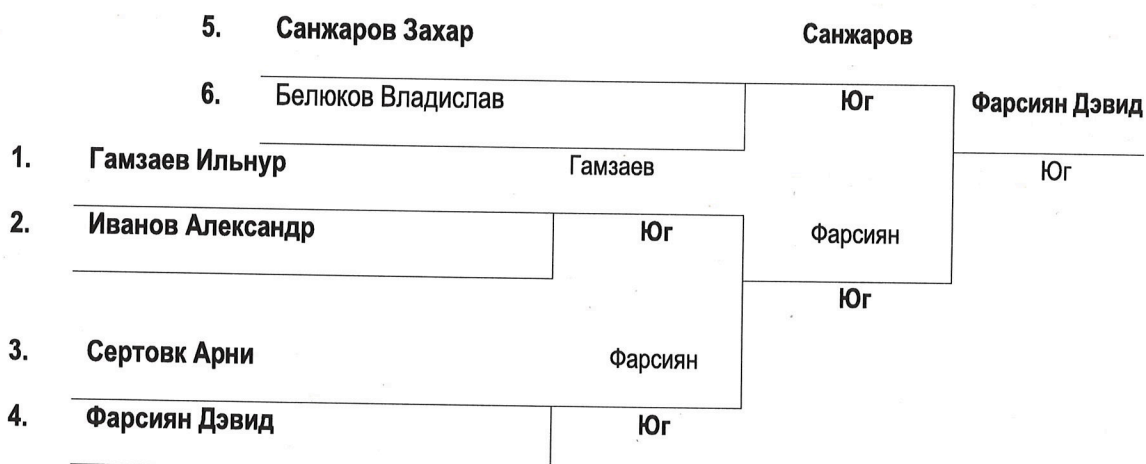 5. Санжаров Захар Санжаров
6. Белюков Владислав Юг Фарсиян Дэвид
1. Гамзаев Ильнур Гамзаев Юг
2. Иванов Александр Юг Фарсиян
Юг
3. Сертовк Арни Фарсиян
4. Фарсиян Дэвид Юг